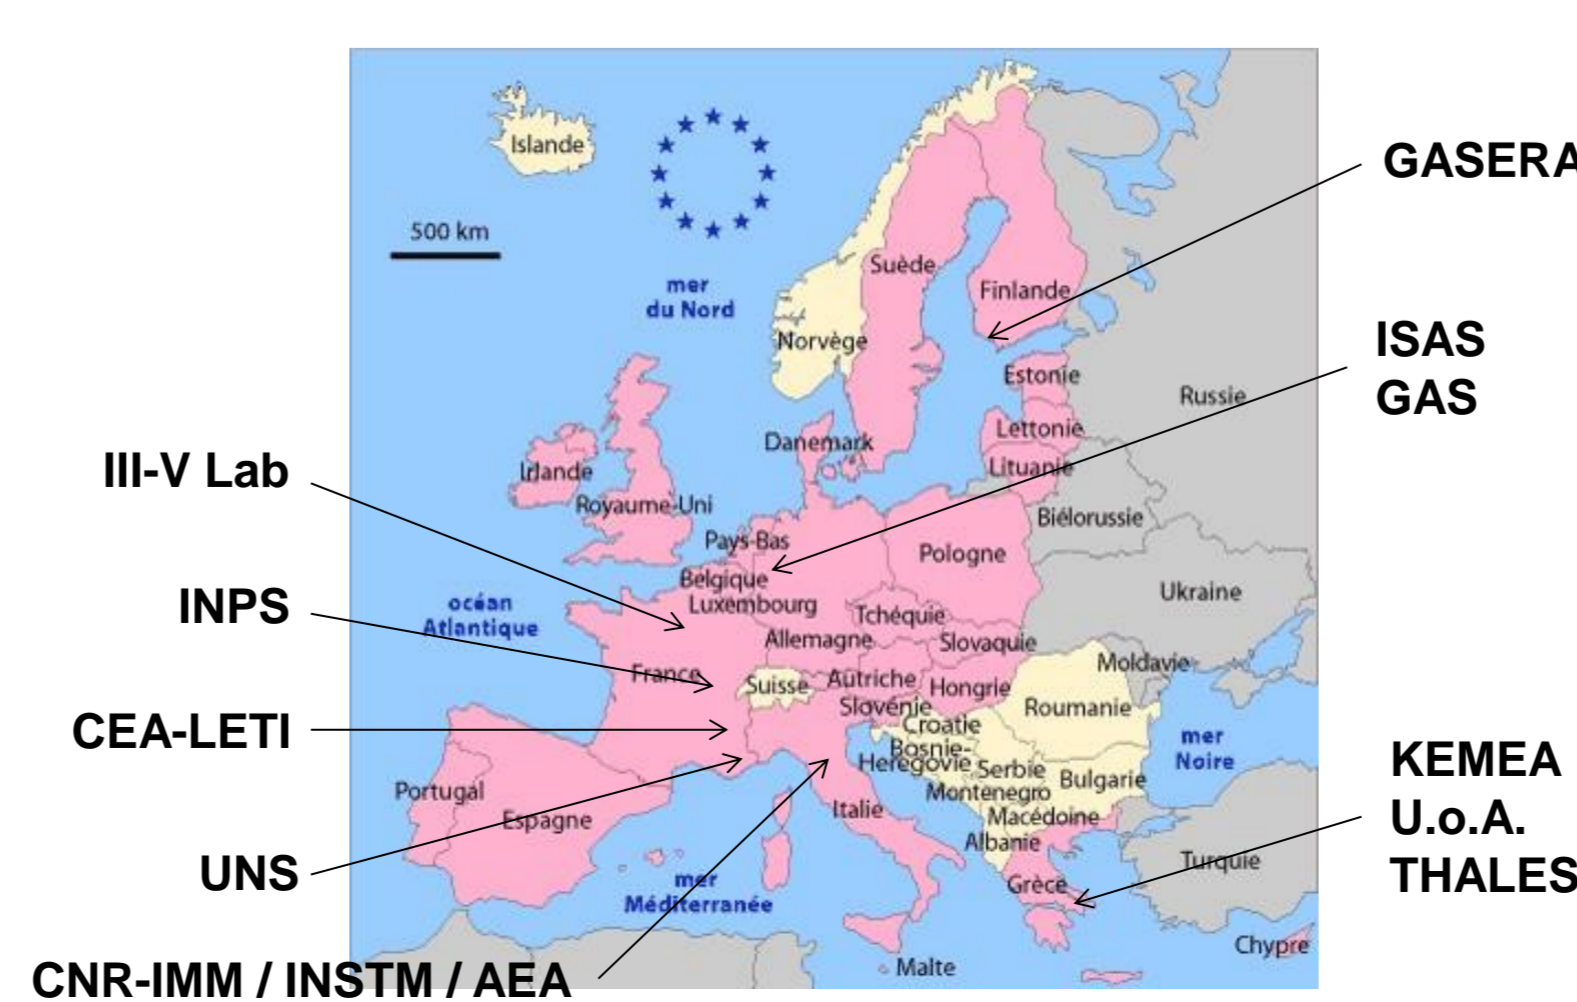 Islande
GASERA
500 km
Suède
mer
du Nord
Finlande
Norvège
ISAS
GAS
Estonie
Russie
Lettonie
Danemark
Lituanie
III-V Lab
Irlande
Royaume-Uni
Biélorussie
Pays-Bas
Pologne
Belgique
Ukraine
INPS
océan
Atlantique
Luxembourg
Tchéquie
Allemagne
Slovaquie
Moldavie
France
Suisse
Autriche
Hongrie
Slovénie
Roumanie
CEA-LETI
Croatie
mer
Noire
Bosnie-
Heregovie
Serbie
Bulgarie
KEMEA
U.o.A.
THALES
Portugal
Montenegro
Espagne
Italie
Macédoine
Albanie
Turquie
UNS
mer
Méditerranée
Grèce
Chypre
Malte
CNR-IMM / INSTM / AEA